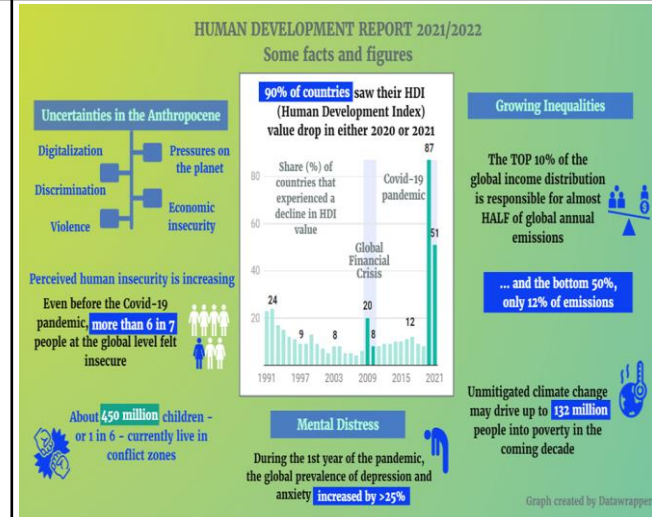 HUMAN DEVELOPMENT REPORT 2021/2022
Some facts and figures
Uncertainties in the Anthropocene
Digitalization
Pressures on
the planet
Discrimination
Economic
insecurity
Violence
Perceived human insecurity is increasing
Even before the Covid-19
pandemic, more than 6 in 7
people at the global level felt
insecure
About 450 million children -
or 1 in 6 - currently live in
conflict zones
90% of countries saw their HDI
(Human Development Index)
value drop in either 2020 or 2021
87
80
Share (%) of
countries that
experienced a
decline in HDI
value
Covid-19
pandemic
60
51
40
Global
Financial
Crisis
24
20
20
9
8
8
12
1991
1997
2003
2009
2015
2021
Mental Distress
During the 1st year of the pandemic,
the global prevalence of depression and
anxiety increased by >25%
Growing Inequalities
The TOP 10% of the
global income distribution
is responsible for almost
HALF of global annual
emissions
... and the bottom 50%,
only 12% of emissions
Unmitigated climate change
may drive up to 132 million
people into poverty in the
coming decade
Graph created by Datawrapper